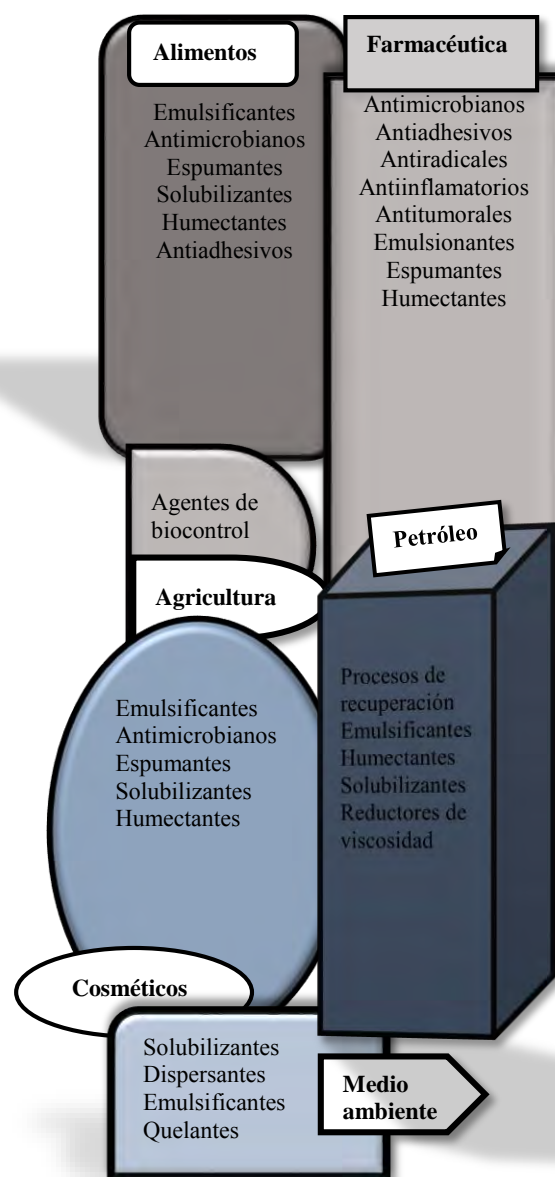 Alimentos
Emulsificantes
Antimicrobianos
Espumantes
Solubilizantes
Humectantes
Antiadhesivos
Farmacéutica
Antimicrobianos
Antiadhesivos
Antiradicales
Antiinflamatorios
Antitumorales
Emulsionantes
Espumantes
Humectantes
Agentes de
biocontrol
Agricultura
Petróleo
Procesos de
recuperación
Emulsificantes
Humectantes
Solubilizantes
Reductores de
viscosidad
Emulsificantes
Antimicrobianos
Espumantes
Solubilizantes
Humectantes
Cosméticos
Solubilizantes
Dispersantes
Emulsificantes
Quelantes
Medio
ambiente